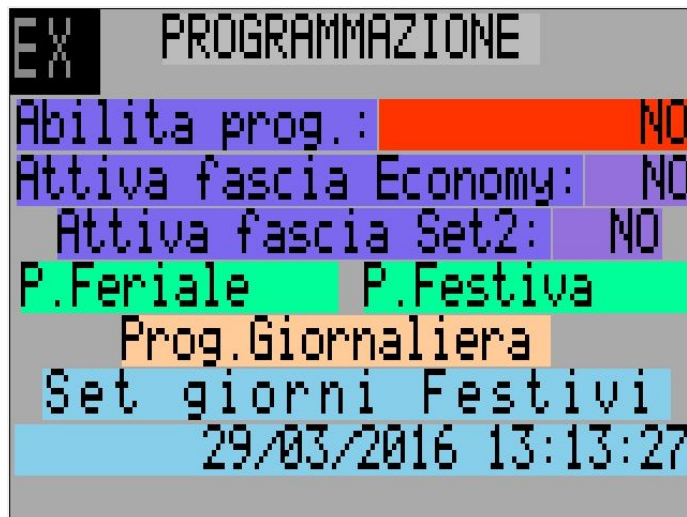 EX PROGRAMMAZIONE
Abilita prog.: NO
Attiva fascia Economy: NO
Attiva fascia Set2: NO
P.Feriale P.Festiva
Prog.Giornaliera
Set giorni Festivi
29/03/2016 13:13:27